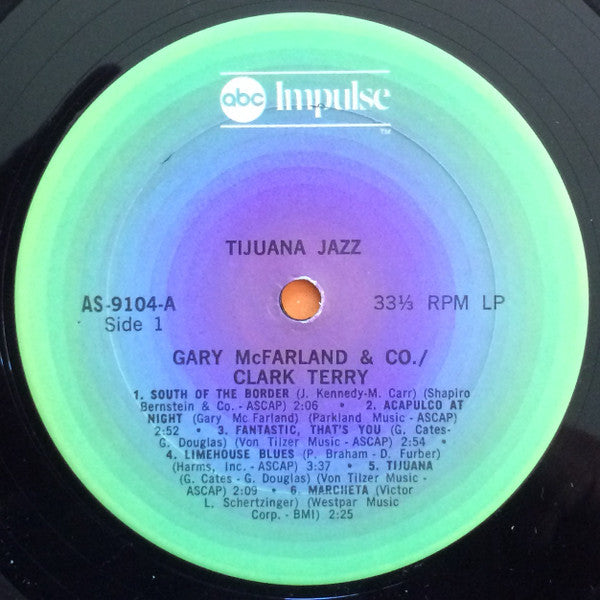 abc Impulse
TM
TIJUANA JAZZ
AS-9104-A 33⅓ RPM LP
Side 1
GARY McFARLAND & CO./
CLARK TERRY
1. SOUTH OF THE BORDER (J. Kennedy-M. Carr) (Shapiro
Bernstein & Co. - ASCAP) 2:06 • 2. ACAPULCO AT
NIGHT (Gary Mc Farland) (Parkland Music - ASCAP)
2:52 • 3. FANTASTIC, THAT'S YOU (G. Cates-
G. Douglas) (Von Tilzer Music - ASCAP) 2:54 •
4. LIMEHOUSE BLUES (P. Braham - D. Furber)
(Harms, Inc. - ASCAP) 3:37 • 5. TIJUANA
(G. Cates - G. Douglas) (Von Tilzer Music -
ASCAP) 2:09 • 6. MARCHETA (Victor
L. Schertzinger) (Westpar Music
Corp. - BMI) 2:25